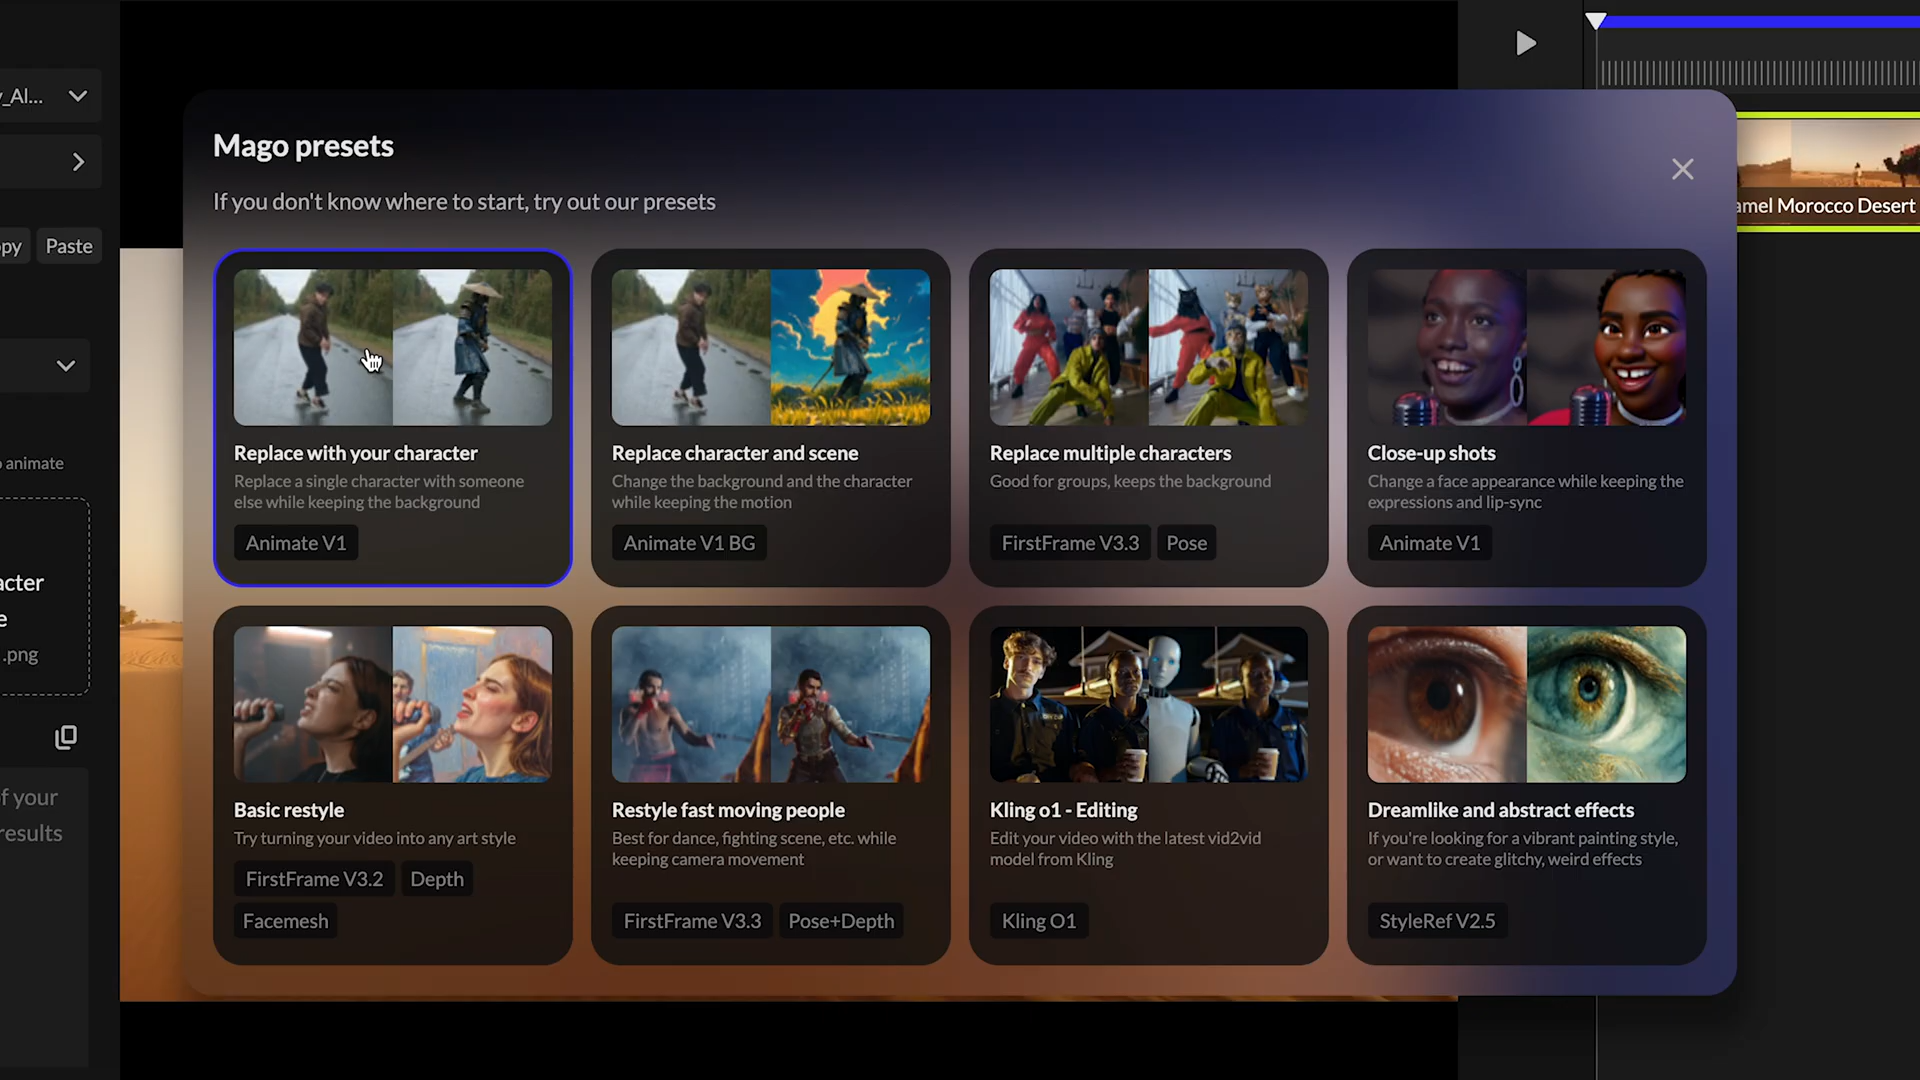 _Al...
py
Paste
o animate
acter
e
.png
f your
results
Mago presets
If you don't know where to start, try out our presets
Replace with your character
Replace a single character with someone
else while keeping the background
Animate V1
Replace character and scene
Change the background and the character
while keeping the motion
Animate V1 BG
Replace multiple characters
Good for groups, keeps the background
FirstFrame V3.3
Pose
Close-up shots
Change a face appearance while keeping the
expressions and lip-sync
Animate V1
Basic restyle
Try turning your video into any art style
FirstFrame V3.2
Depth
Facemesh
Restyle fast moving people
Best for dance, fighting scene, etc. while
keeping camera movement
FirstFrame V3.3
Pose+Depth
Kling o1 - Editing
Edit your video with the latest vid2vid
model from Kling
Kling O1
Dreamlike and abstract effects
If you're looking for a vibrant painting style,
or want to create glitchy, weird effects
StyleRef V2.5
amel Morocco Desert